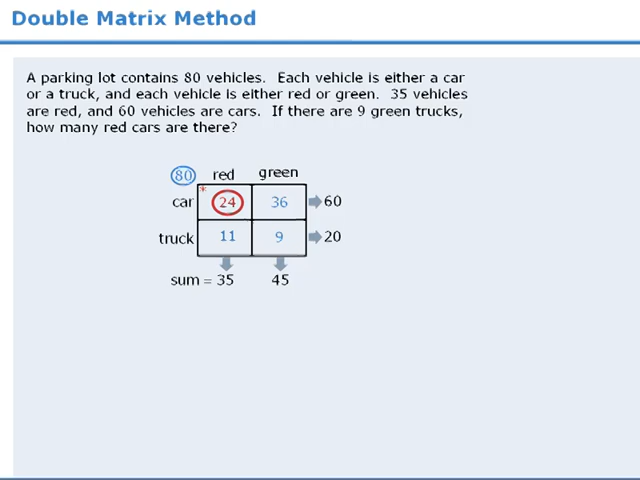 Double Matrix Method
A parking lot contains 80 vehicles. Each vehicle is either a car
or a truck, and each vehicle is either red or green. 35 vehicles
are red, and 60 vehicles are cars. If there are 9 green trucks,
how many red cars are there?
80 red green
* 
car 24 36 60
truck 11 9 20
sum = 35 45